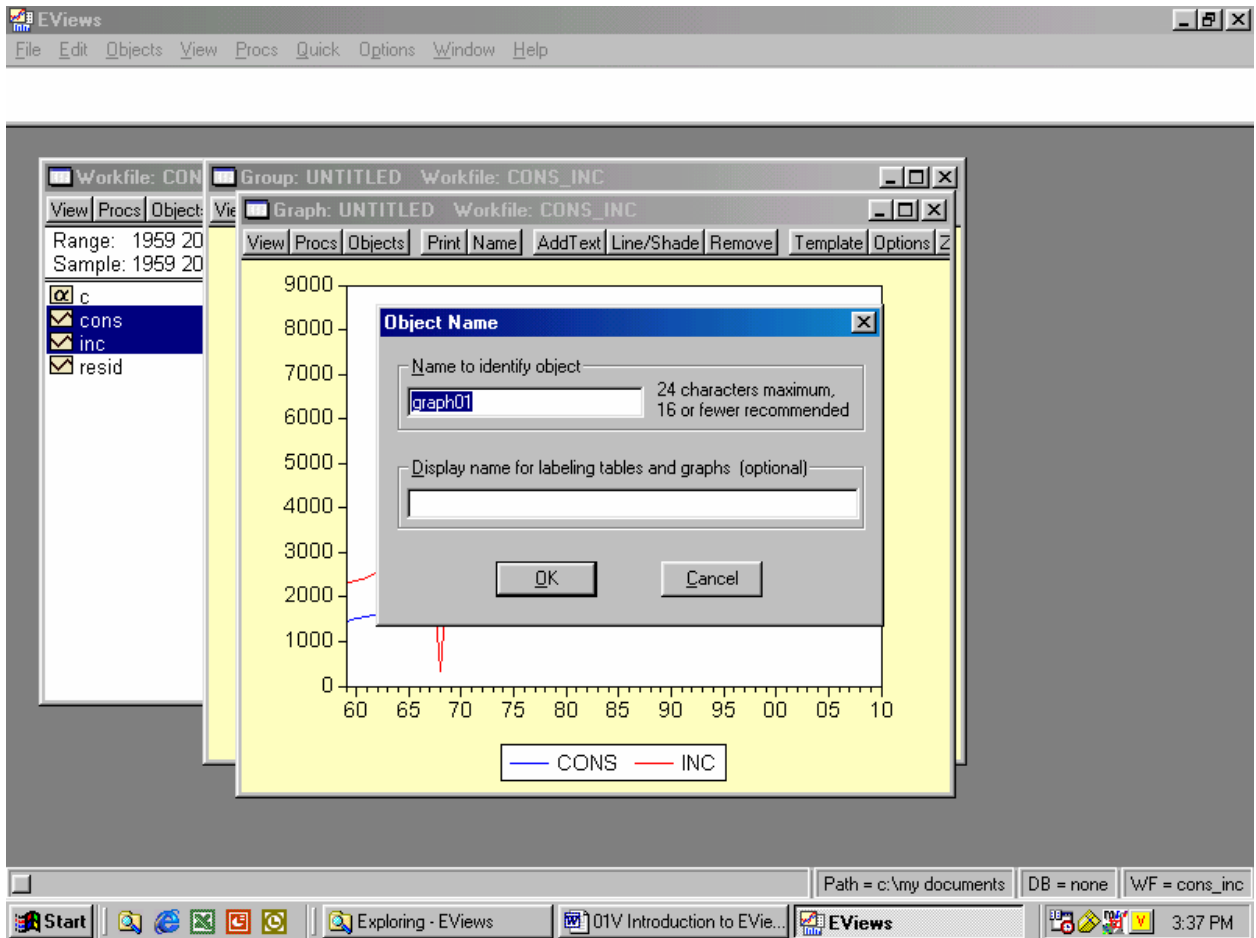 EViews
File Edit Objects View Procs Quick Options Window Help
Workfile: CON
Group: UNTITLED Workfile: CONS_INC
View Procs Object
Vie
Graph: UNTITLED Workfile: CONS_INC
Range: 1959 20
View Procs Objects Print Name AddText Line/Shade Remove Template Options Z
Sample: 1959 20
c
cons
inc
resid
9000
8000
7000
6000
5000
4000
3000
2000
1000
0
60 65 70 75 80 85 90 95 00 05 10
CONS INC
Object Name
Name to identify object
graph01
24 characters maximum,
16 or fewer recommended
Display name for labeling tables and graphs (optional)
OK Cancel
Path = c:\my documents DB = none WF = cons_inc
Start Exploring - EViews 01V Introduction to EVie... EViews 3:37 PM